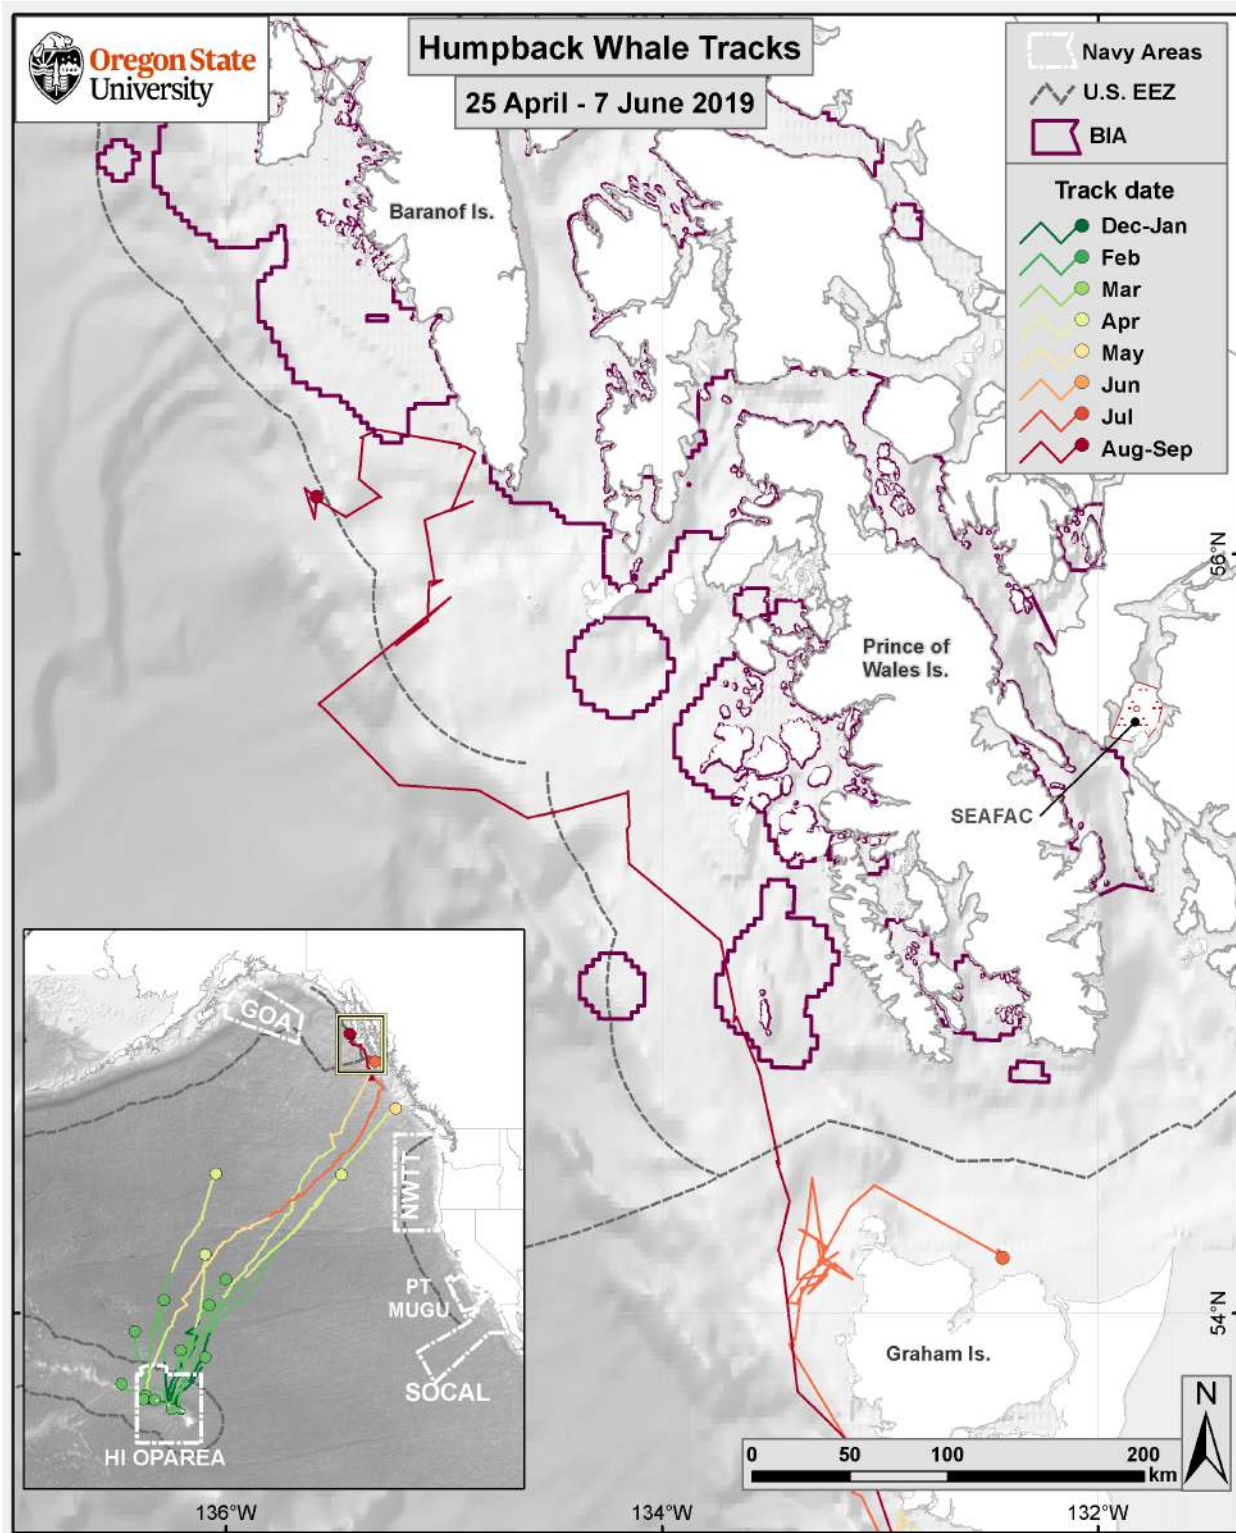 Oregon State
University
Humpback Whale Tracks
25 April - 7 June 2019
Navy Areas
U.S. EEZ
BIA
Track date
Dec-Jan
Feb
Mar
Apr
May
Jun
Jul
Aug-Sep
Baranof Is.
56°N
Prince of
Wales Is.
SEAFAC
GOA
NWTT
PT
MUGU
SOCAL
HI OPAREA
54°N
Graham Is.
N
0 50 100 200
km
136°W 134°W 132°W